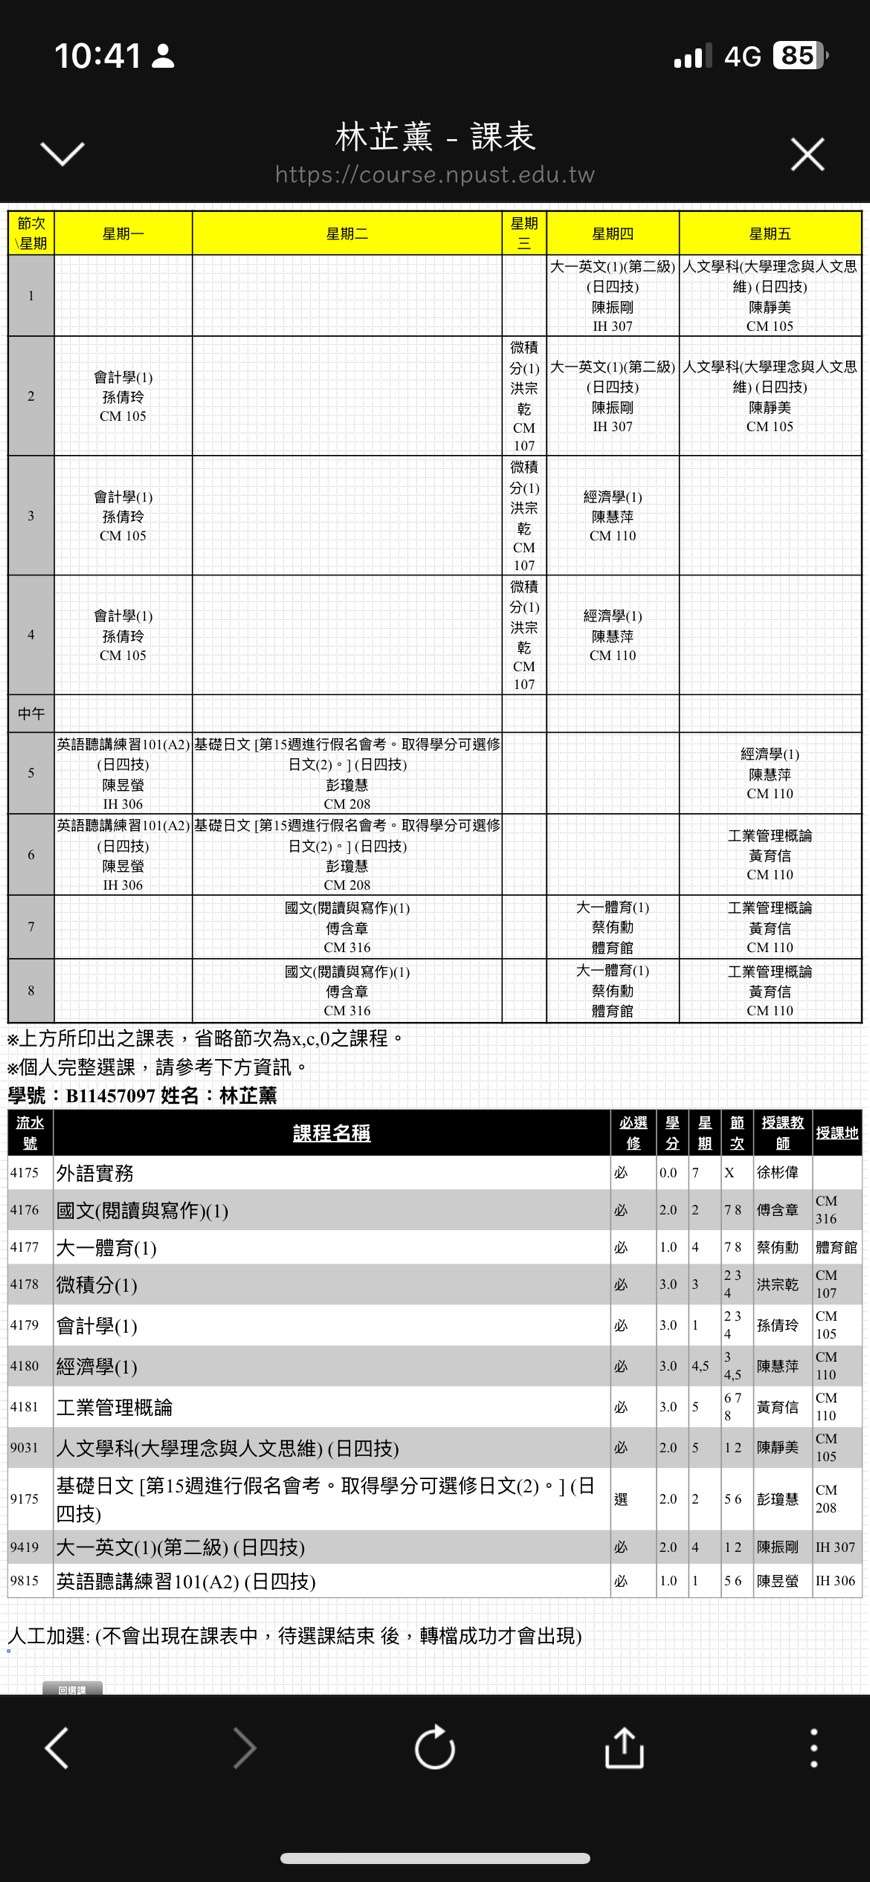 10:41
4G 85
林芷薰 - 課表
https://course.npust.edu.tw
節次\星期 星期一 星期二 星期三 星期四 星期五
1 大一英文(1)(第二級)(日四技) 陳振剛 IH 307 人文學科(大學理念與人文思維) (日四技) 陳靜美 CM 105
2 會計學(1) 孫倩玲 CM 105 微積分(1) 洪宗乾 CM 107 大一英文(1)(第二級)(日四技) 陳振剛 IH 307 人文學科(大學理念與人文思維) (日四技) 陳靜美 CM 105
3 會計學(1) 孫倩玲 CM 105 微積分(1) 洪宗乾 CM 107 經濟學(1) 陳慧萍 CM 110
4 會計學(1) 孫倩玲 CM 105 微積分(1) 洪宗乾 CM 107 經濟學(1) 陳慧萍 CM 110
中午
5 英語聽講練習101(A2)(日四技) 陳昱螢 IH 306 基礎日文 [第15週進行假名會考。取得學分可選修日文(2)。] (日四技) 彭瓊慧 CM 208 經濟學(1) 陳慧萍 CM 110
6 英語聽講練習101(A2)(日四技) 陳昱螢 IH 306 基礎日文 [第15週進行假名會考。取得學分可選修日文(2)。] (日四技) 彭瓊慧 CM 208 工業管理概論 黃育信 CM 110
7 國文(閱讀與寫作)(1) 傅含章 CM 316 大一體育(1) 蔡侑勳 體育館 工業管理概論 黃育信 CM 110
8 國文(閱讀與寫作)(1) 傅含章 CM 316 大一體育(1) 蔡侑勳 體育館 工業管理概論 黃育信 CM 110
※上方所印出之課表，省略節次為x,c,0之課程。
※個人完整選課，請參考下方資訊。
學號：B11457097 姓名：林芷薰
流水號 課程名稱 必選修 學分 星期 節次 授課教師 授課地
4175 外語實務 必 0.0 7 X 徐彬偉
4176 國文(閱讀與寫作)(1) 必 2.0 2 7 8 傅含章 CM 316
4177 大一體育(1) 必 1.0 4 7 8 蔡侑勳 體育館
4178 微積分(1) 必 3.0 3 2 3 4 洪宗乾 CM 107
4179 會計學(1) 必 3.0 1 2 3 4 孫倩玲 CM 105
4180 經濟學(1) 必 3.0 4,5 3 4,5 陳慧萍 CM 110
4181 工業管理概論 必 3.0 5 6 7 8 黃育信 CM 110
9031 人文學科(大學理念與人文思維) (日四技) 必 2.0 5 1 2 陳靜美 CM 105
9175 基礎日文 [第15週進行假名會考。取得學分可選修日文(2)。] (日四技) 選 2.0 2 5 6 彭瓊慧 CM 208
9419 大一英文(1)(第二級) (日四技) 必 2.0 4 1 2 陳振剛 IH 307
9815 英語聽講練習101(A2) (日四技) 必 1.0 1 5 6 陳昱螢 IH 306
人工加選: (不會出現在課表中，待選課結束 後，轉檔成功才會出現)
回選課